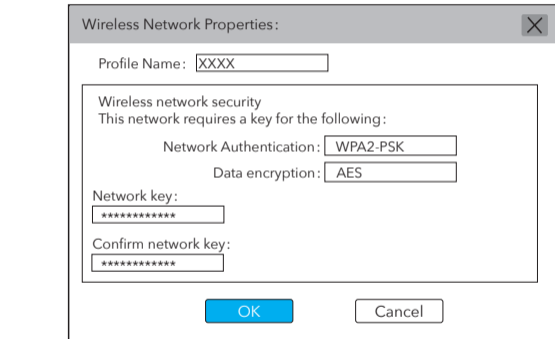 Wireless Network Properties:
Profile Name: XXXX
Wireless network security
This network requires a key for the following:
Network Authentication: WPA2-PSK
Data encryption: AES
Network key:
************
Confirm network key:
************
OK Cancel